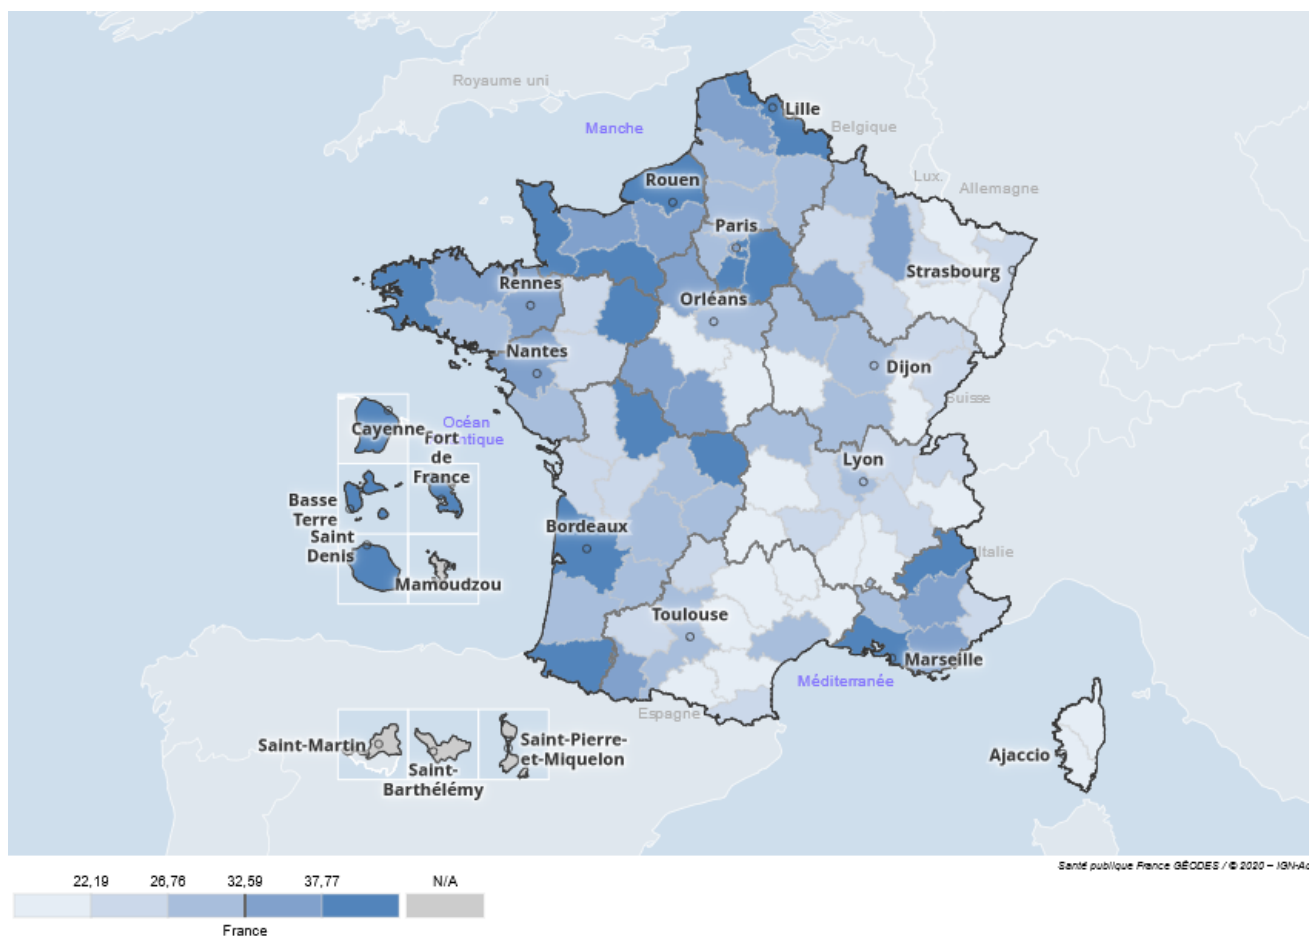 Royaume uni
Lille
Manche
Belgique
Lux.
Allemagne
Rouen
Paris
Strasbourg
Rennes
Orléans
Nantes
Dijon
Suisse
Océan
Cayenne
Fort
de
France
Lyon
Basse
Terre
Saint
Denis
Bordeaux
Italie
Mamoudzou
Toulouse
Marseille
Méditerranée
Espagne
Saint-Martin
Saint-
Barthélémy
Saint-Pierre-
et-Miquelon
Ajaccio
Santé publique France GÉODES / © 2020 – IGN-Ad
22,19 26,76 32,59 37,77 N/A
France